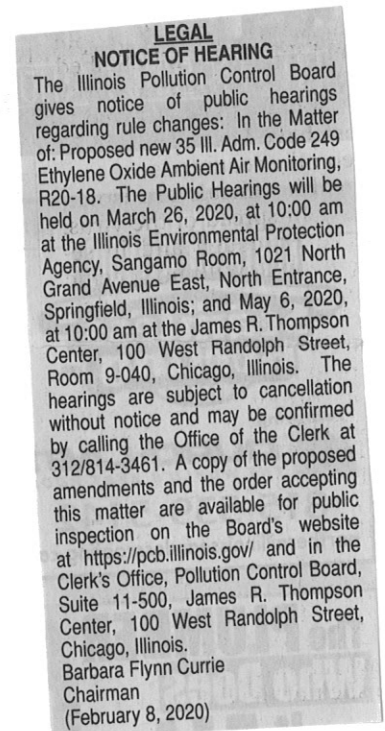 LEGAL
NOTICE OF HEARING
The Illinois Pollution Control Board
gives notice of public hearings
regarding rule changes: In the Matter
of: Proposed new 35 Ill. Adm. Code 249
Ethylene Oxide Ambient Air Monitoring,
R20-18. The Public Hearings will be
held on March 26, 2020, at 10:00 am
at the Illinois Environmental Protection
Agency, Sangamo Room, 1021 North
Grand Avenue East, North Entrance,
Springfield, Illinois; and May 6, 2020,
at 10:00 am at the James R. Thompson
Center, 100 West Randolph Street,
Room 9-040, Chicago, Illinois. The
hearings are subject to cancellation
without notice and may be confirmed
by calling the Office of the Clerk at
312/814-3461. A copy of the proposed
amendments and the order accepting
this matter are available for public
inspection on the Board's website
at https://pcb.illinois.gov/ and in the
Clerk's Office, Pollution Control Board,
Suite 11-500, James R. Thompson
Center, 100 West Randolph Street,
Chicago, Illinois.
Barbara Flynn Currie
Chairman
(February 8, 2020)